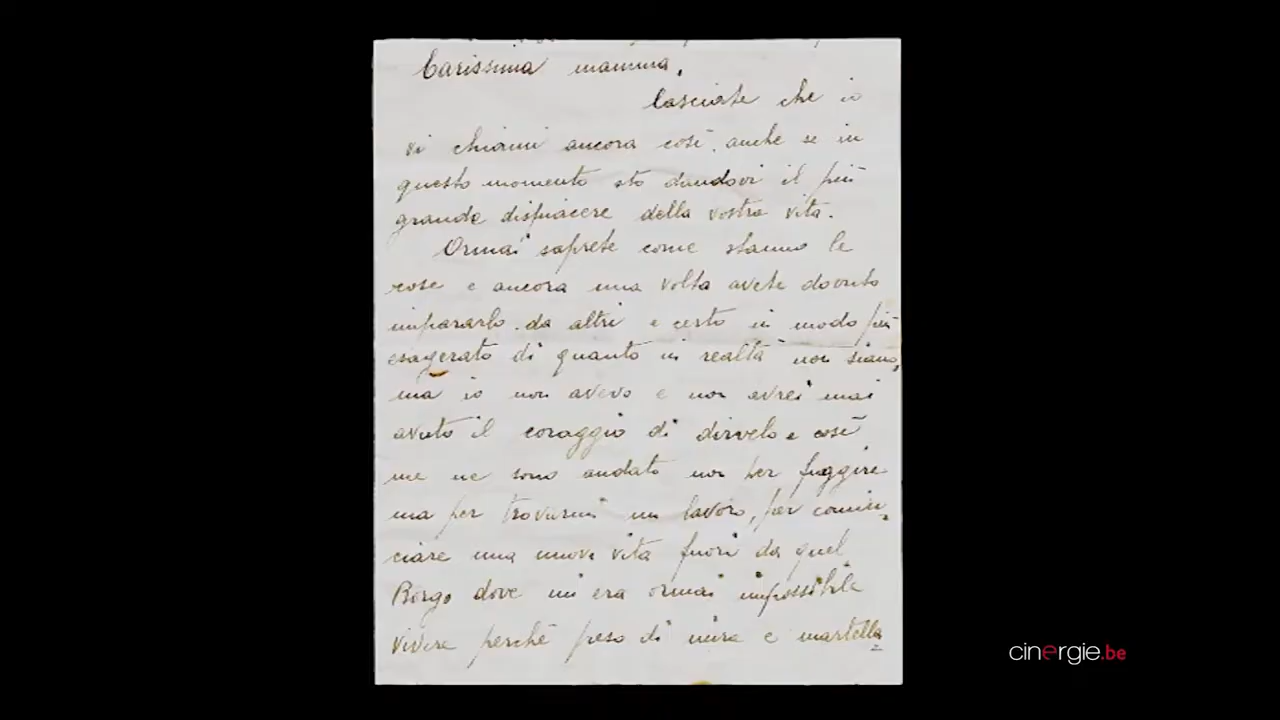 Carissima mamma,
lasciate che io
vi chiami ancora così, anche se in
questo momento sto dandovi il più
grande dispiacere della vostra vita.
Ormai saprete come stanno le
cose e ancora una volta avete dovuto
impararlo da altri e certo in modo più
esagerato di quanto in realtà non siano,
ma io non avevo e non avrei mai
avuto il coraggio di dirvelo e così
me ne sono andato non per fuggire
ma per trovarmi un lavoro, per comin-
ciare una nuova vita fuori da quel
Borgo dove mi era ormai impossibile
vivere perchè preso di mira e martella
cinergie.be